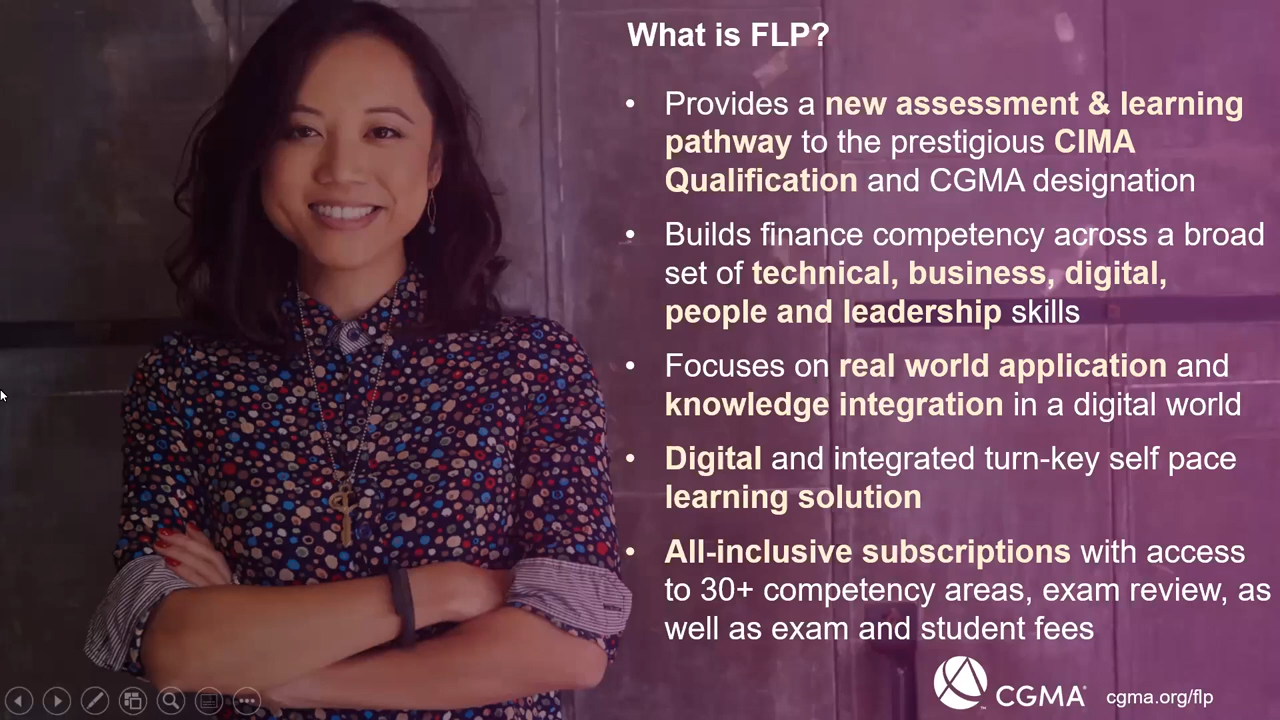 What is FLP?
• Provides a new assessment & learning
pathway to the prestigious CIMA
Qualification and CGMA designation
• Builds finance competency across a broad
set of technical, business, digital,
people and leadership skills
• Focuses on real world application and
knowledge integration in a digital world
• Digital and integrated turn-key self pace
learning solution
• All-inclusive subscriptions with access
to 30+ competency areas, exam review, as
well as exam and student fees
™ CGMA® cgma.org/flp